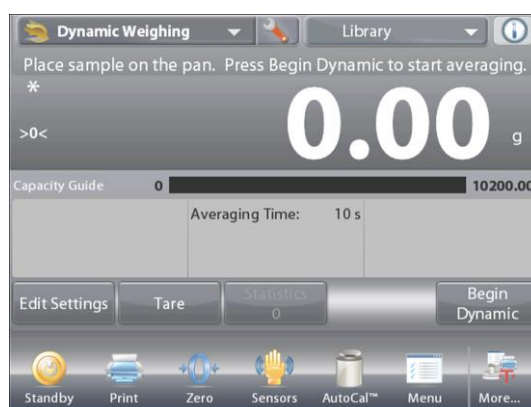 Dynamic Weighing Library
Place sample on the pan. Press Begin Dynamic to start averaging.
*
>0< 0.00 g
Capacity Guide 0 10200.00
Averaging Time: 10 s
Edit Settings Tare Statistics 0 Begin Dynamic
Standby Print Zero Sensors AutoCal™ Menu More...